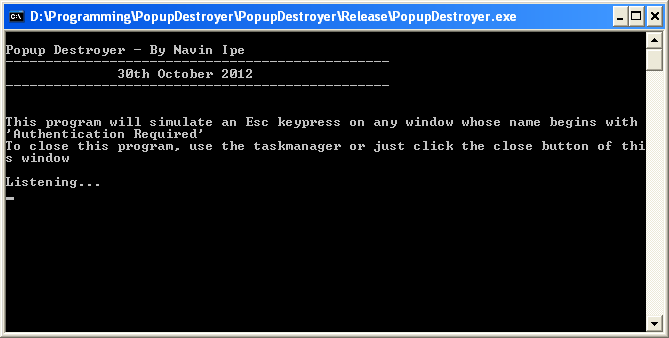 D:\Programming\PopupDestroyer\PopupDestroyer\Release\PopupDestroyer.exe
Popup Destroyer - By Navin Ipe
------------------------------------------------
30th October 2012
------------------------------------------------
This program will simulate an Esc keypress on any window whose name begins with
'Authentication Required'
To close this program, use the taskmanager or just click the close button of thi
s window
Listening...